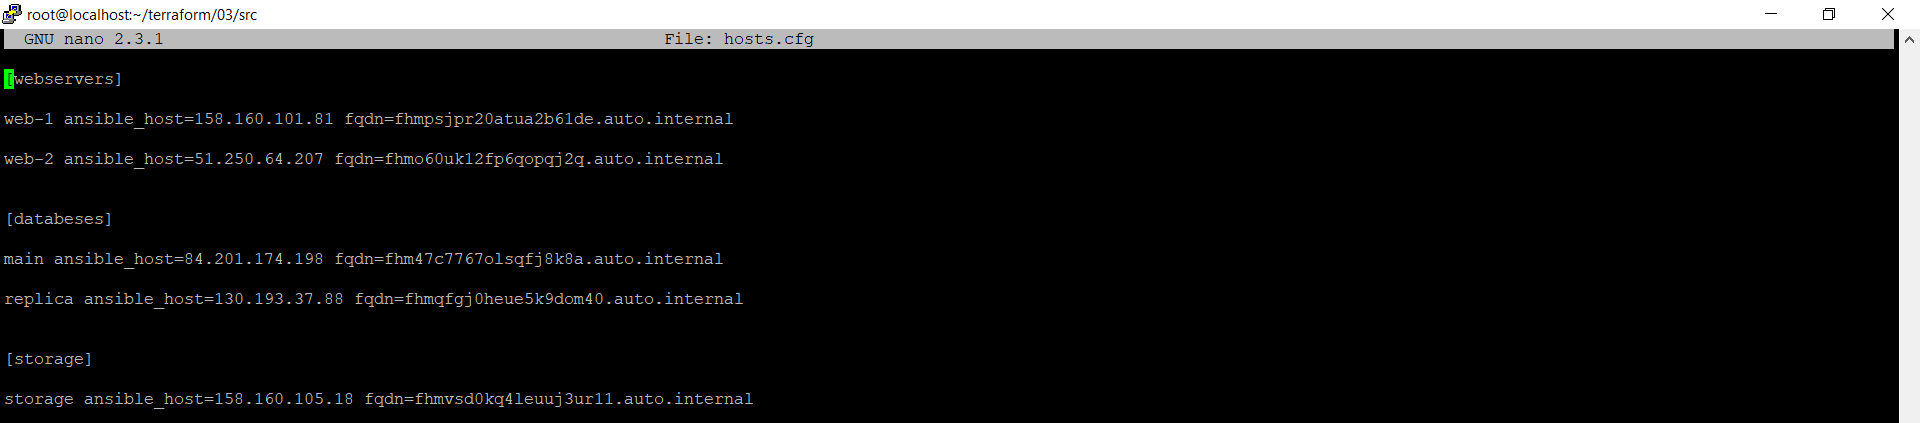 root@localhost:~/terraform/03/src
GNU nano 2.3.1 File: hosts.cfg
[webservers]
web-1 ansible_host=158.160.101.81 fqdn=fhmpsjpr20atua2b61de.auto.internal
web-2 ansible_host=51.250.64.207 fqdn=fhmo60uk12fp6qopqj2q.auto.internal
[databeses]
main ansible_host=84.201.174.198 fqdn=fhm47c7767olsqfj8k8a.auto.internal
replica ansible_host=130.193.37.88 fqdn=fhmqfgj0heue5k9dom40.auto.internal
[storage]
storage ansible_host=158.160.105.18 fqdn=fhmvsd0kq4leuuj3ur11.auto.internal